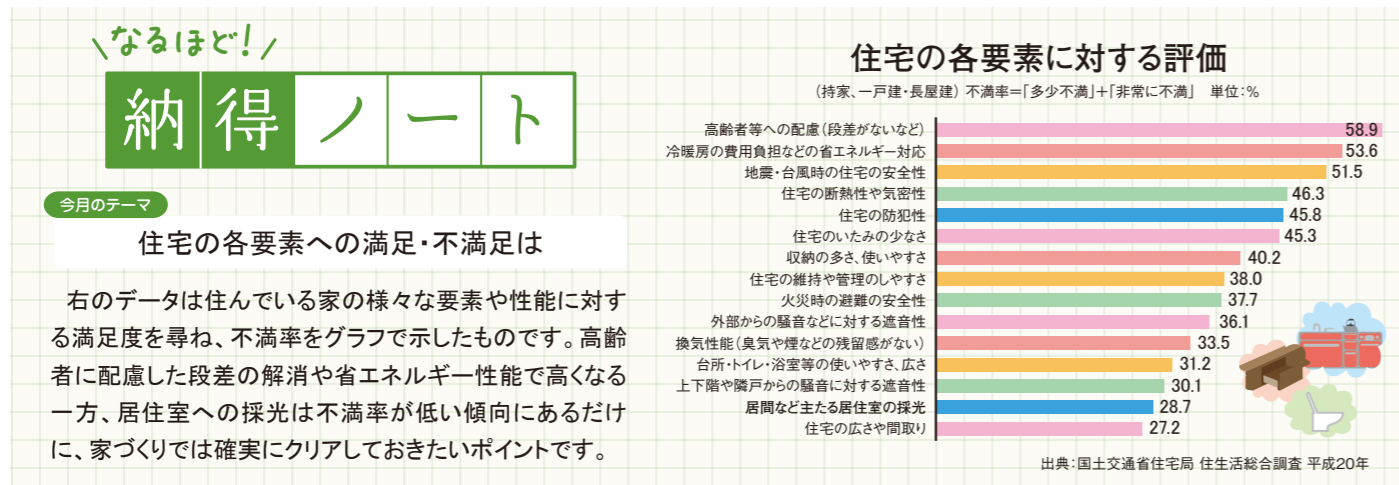 なるほど!
納得ノート
今月のテーマ
住宅の各要素への満足・不満足は
右のデータは住んでいる家の様々な要素や性能に対す
る満足度を尋ね、不満率をグラフで示したものです。高齢
者に配慮した段差の解消や省エネルギー性能で高くなる
一方、居住室への採光は不満率が低い傾向にあるだけ
に、家づくりでは確実にクリアしておきたいポイントです。
住宅の各要素に対する評価
(持家、一戸建・長屋建) 不満率=「多少不満」+「非常に不満」 単位:%
高齢者等への配慮(段差がないなど) 58.9
冷暖房の費用負担などの省エネルギー対応 53.6
地震・台風時の住宅の安全性 51.5
住宅の断熱性や気密性 46.3
住宅の防犯性 45.8
住宅のいたみの少なさ 45.3
収納の多さ、使いやすさ 40.2
住宅の維持や管理のしやすさ 38.0
火災時の避難の安全性 37.7
外部からの騒音などに対する遮音性 36.1
換気性能(臭気や煙などの残留感がない) 33.5
台所・トイレ・浴室等の使いやすさ、広さ 31.2
上下階や隣戸からの騒音に対する遮音性 30.1
居間など主たる居住室の採光 28.7
住宅の広さや間取り 27.2
出典:国土交通省住宅局 住生活総合調査 平成20年